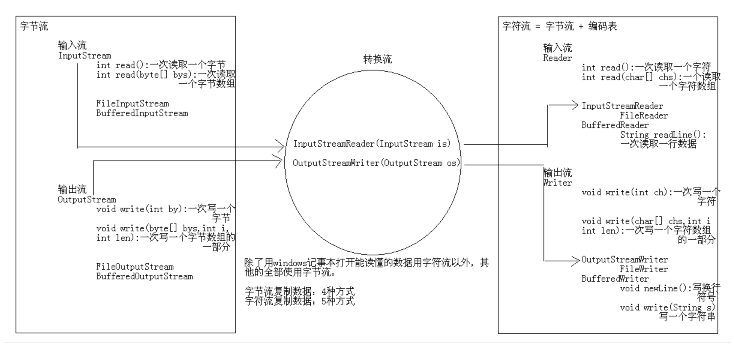 字节流
输入流
InputStream
int read():一次读取一个字节
int read(byte[] bys):一次读取
一个字节数组
FileInputStream
BufferedInputStream
输出流
OutputStream
void write(int by):一次写一个
字节
void write(byte[] bys,int i,
int len):一次写一个字节数组的
一部分
FileOutputStream
BufferedOutputStream
转换流
InputStreamReader(InputStream is)
OutputStreamWriter(OutputStream os)
除了用windows记事本打开能读懂的数据用字符流以外，其
他的全部使用字节流。
字节流复制数据：4种方式
字符流复制数据：5种方式
字符流 = 字节流 + 编码表
输入流
Reader
int read():一次读取一个字符
int read(char[] chs):一个读取
一个字符数组
InputStreamReader
FileReader
BufferedReader
String readLine():
一次读取一行数据
输出流
Writer
void write(int ch):一次写一个
字符
void write(char[] chs,int i
int len):一次写一个字符数组
的一部分
OutputStreamWriter
FileWriter
BufferedWriter
void newLine():写换行
符号
void write(String s)
写一个字符串